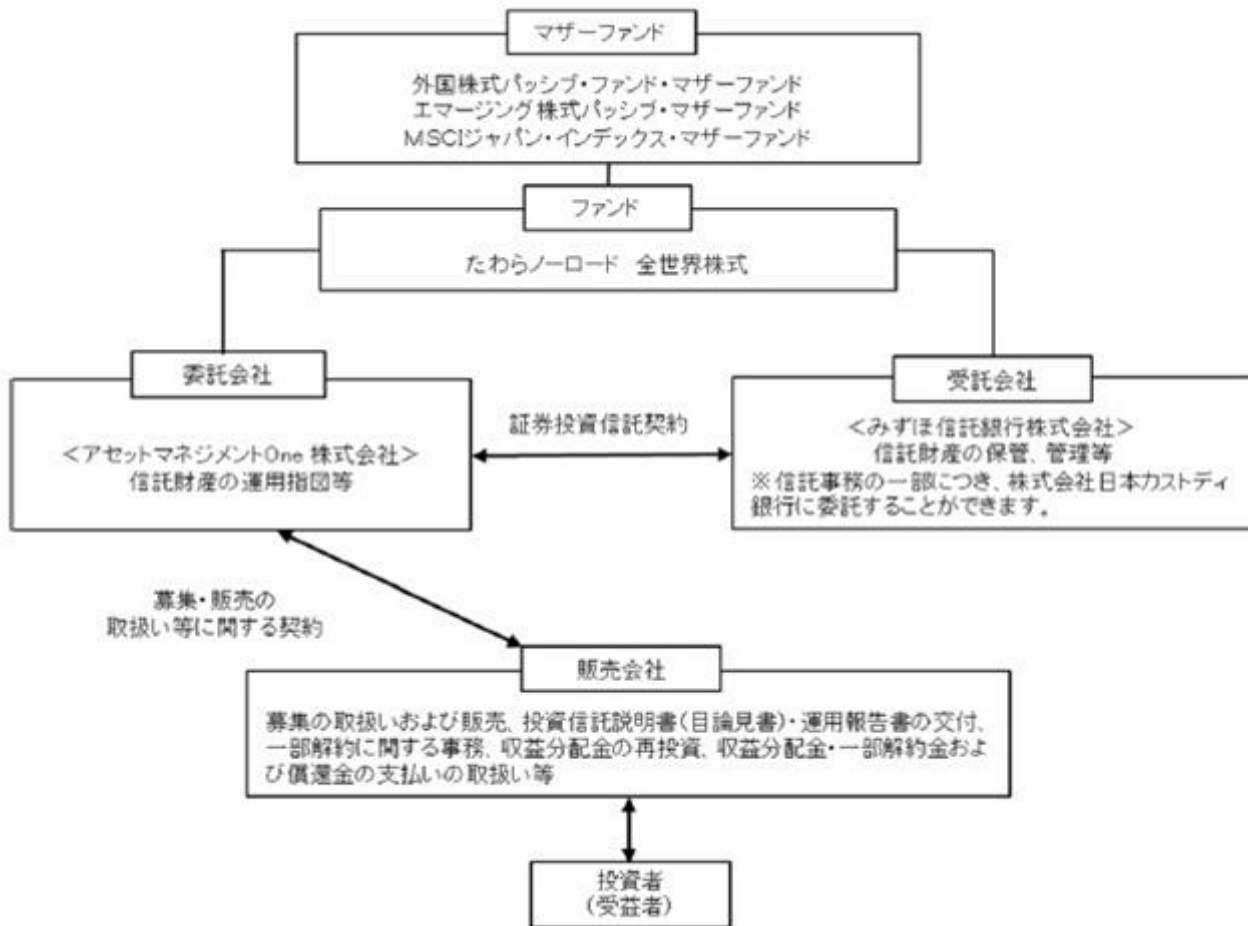 マザーファンド
外国株式パッシブ・ファンド・マザーファンド
エマージング株式パッシブ・マザーファンド
MSCIジャパン・インデックス・マザーファンド
ファンド
たわらノーロード 全世界株式
委託会社
<アセットマネジメントOne 株式会社>
信託財産の運用指図等
証券投資信託契約
受託会社
<みずほ信託銀行株式会社>
信託財産の保管、管理等
※信託事務の一部につき、株式会社日本カストディ
銀行に委託することができます。
募集・販売の
取扱い等に関する契約
販売会社
募集の取扱いおよび販売、投資信託説明書(目論見書)・運用報告書の交付、
一部解約に関する事務、収益分配金の再投資、収益分配金・一部解約金およ
び償還金の支払いの取扱い等
投資者
(受益者)